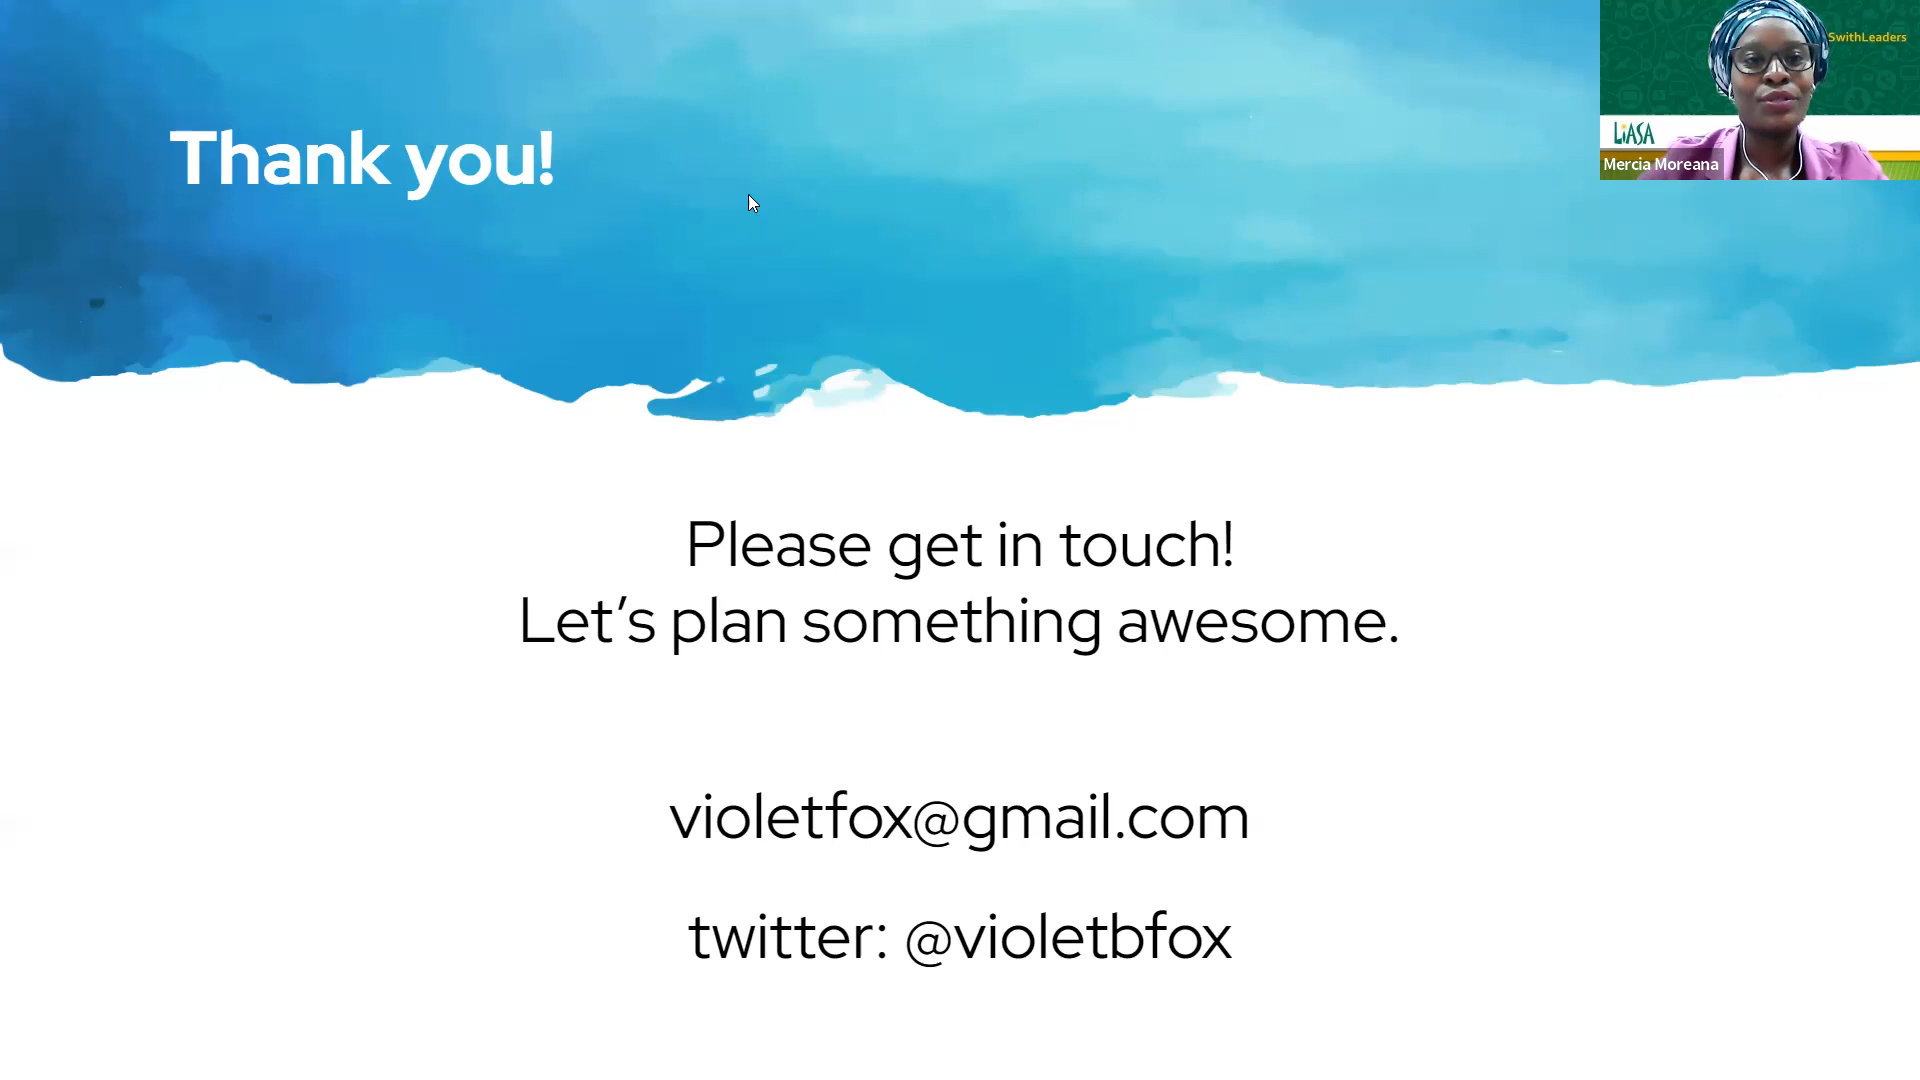 Thank you!
SwithLeaders
LIASA
Mercia Moreana
Please get in touch!
Let’s plan something awesome.
violetfox@gmail.com
twitter: @violetbfox